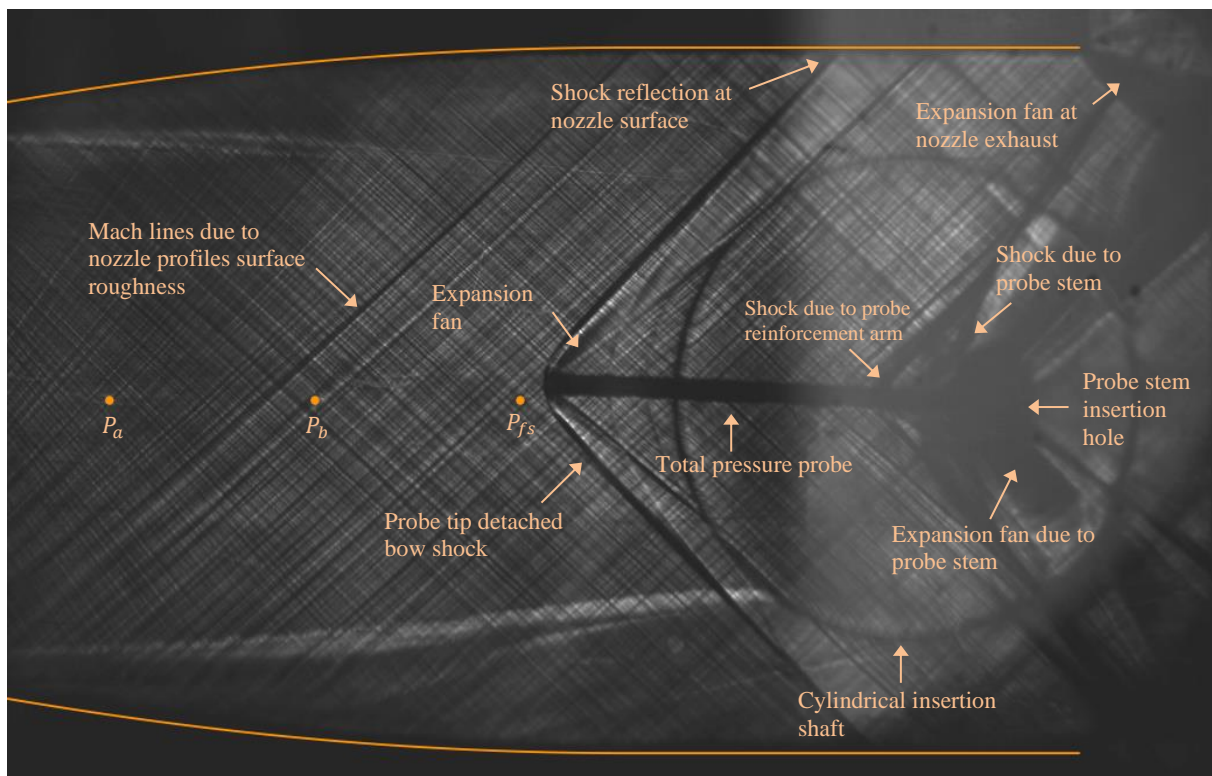 Shock reflection at
nozzle surface
Expansion fan at
nozzle exhaust
Mach lines due to
nozzle profiles surface
roughness
Expansion
fan
Shock due to
probe stem
Shock due to probe
reinforcement arm
Probe stem
insertion
hole
P_a
P_b
P_fs
Total pressure probe
Probe tip detached
bow shock
Expansion fan due to
probe stem
Cylindrical insertion
shaft